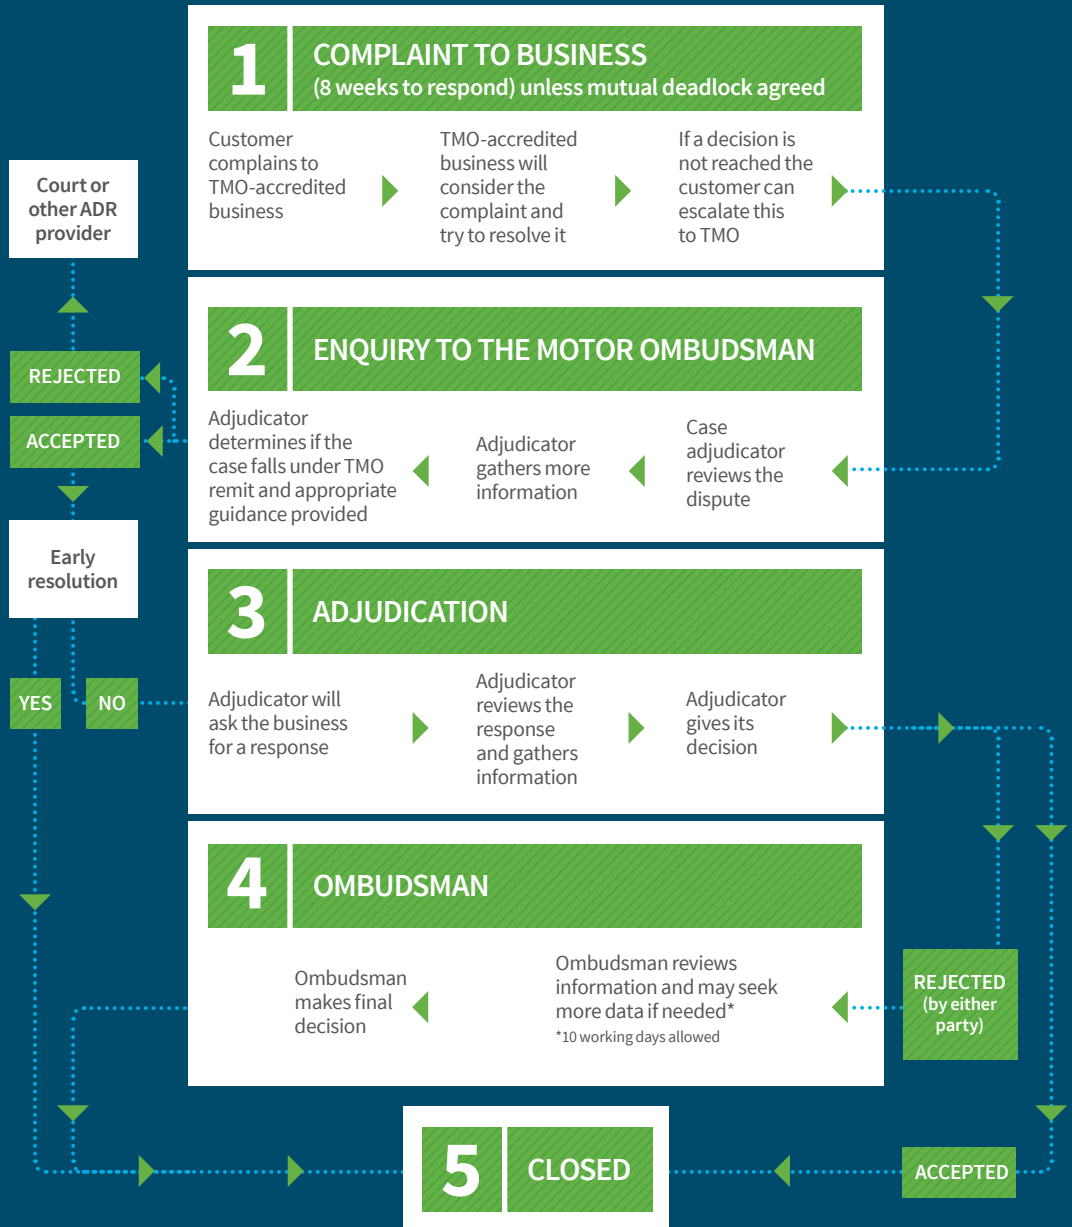 1
COMPLAINT TO BUSINESS
(8 weeks to respond) unless mutual deadlock agreed
Customer
complains to
TMO-accredited
business
TMO-accredited
business will
consider the
complaint and
try to resolve it
If a decision is
not reached the
customer can
escalate this
to TMO
Court or
other ADR
provider
2
ENQUIRY TO THE MOTOR OMBUDSMAN
REJECTED
ACCEPTED
Adjudicator
determines if the
case falls under TMO
remit and appropriate
guidance provided
Adjudicator
gathers more
information
Case
adjudicator
reviews the
dispute
Early
resolution
YES
NO
3
ADJUDICATION
Adjudicator will
ask the business
for a response
Adjudicator
reviews the
response
and gathers
information
Adjudicator
gives its
decision
4
OMBUDSMAN
Ombudsman
makes final
decision
Ombudsman reviews
information and may seek
more data if needed*
*10 working days allowed
REJECTED
(by either
party)
5
CLOSED
ACCEPTED